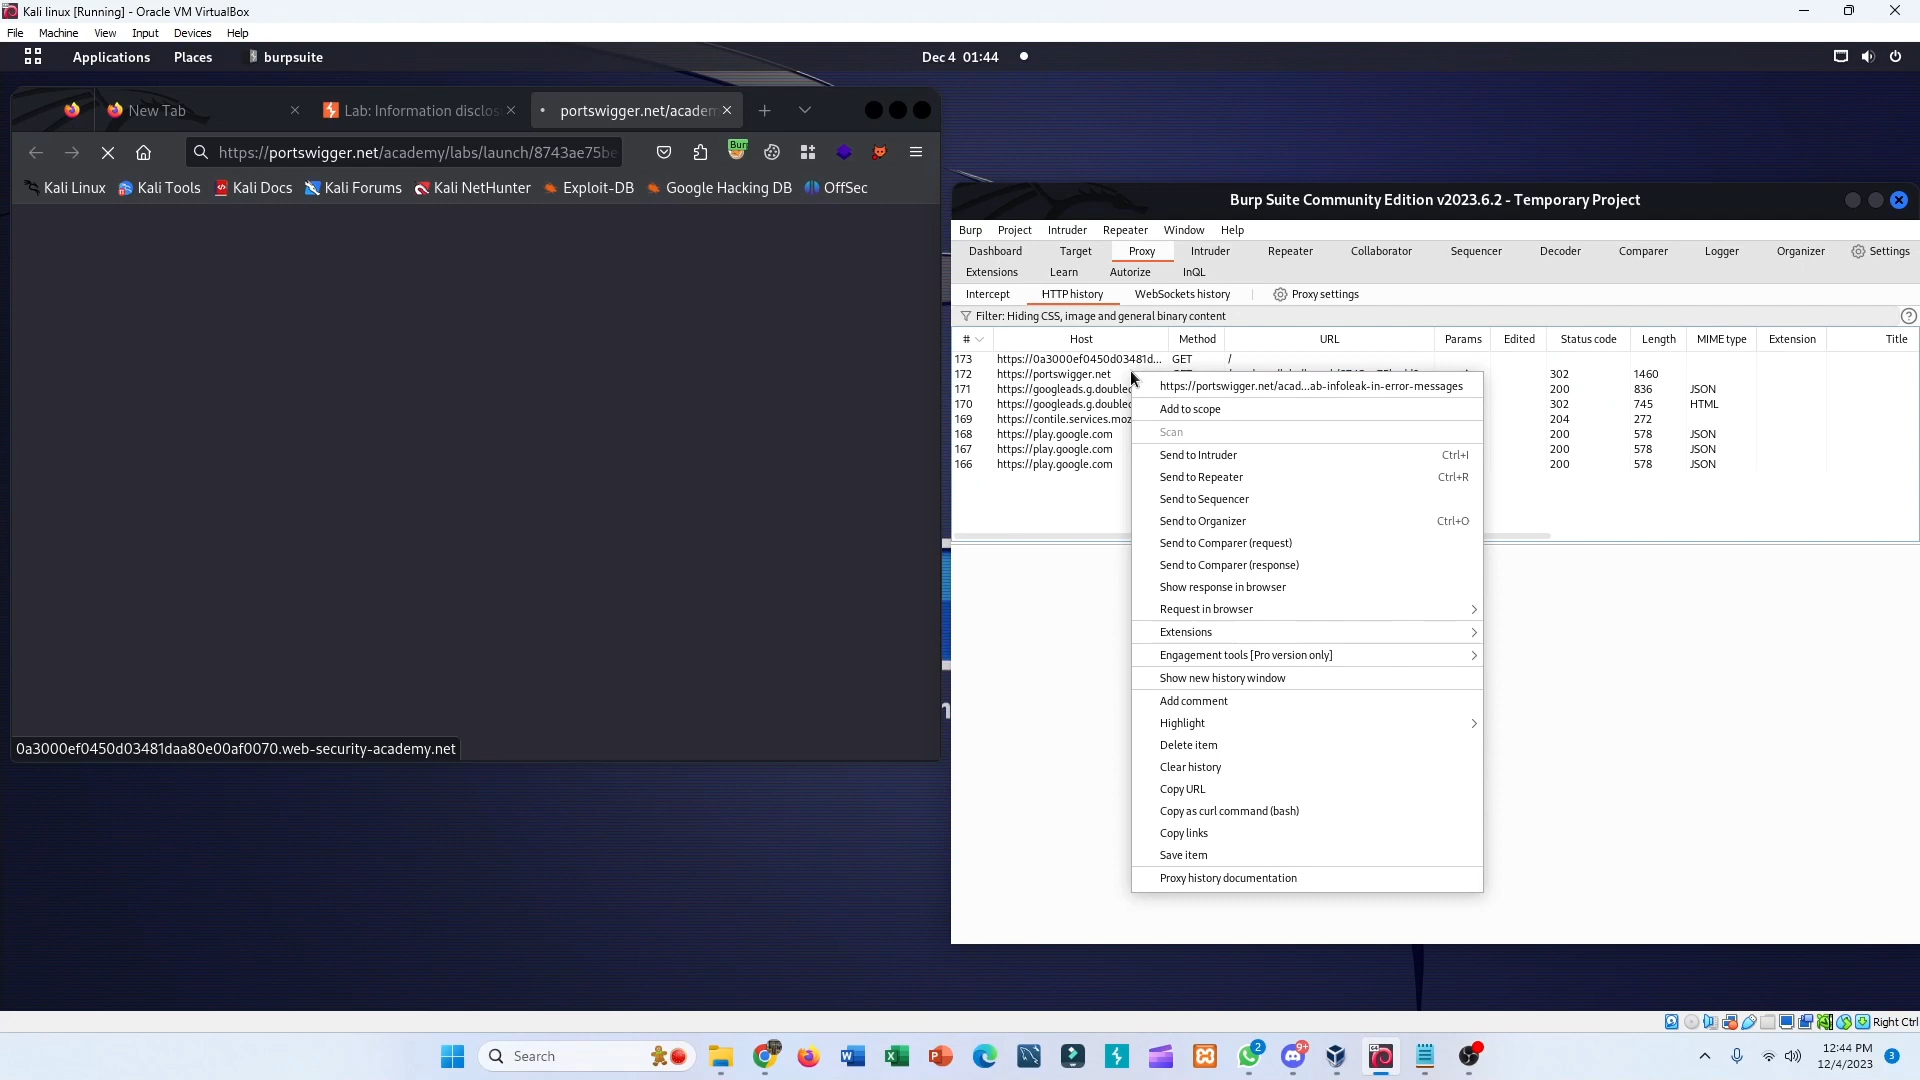 Kali linux [Running] - Oracle VM VirtualBox
File Machine View Input Devices Help
Applications Places burpsuite Dec 4 01:44
New Tab Lab: Information disclos portswigger.net/academ
https://portswigger.net/academy/labs/launch/8743ae75be
Kali Linux Kali Tools Kali Docs Kali Forums Kali NetHunter Exploit-DB Google Hacking DB OffSec
0a3000ef0450d03481daa80e00af0070.web-security-academy.net
Burp Suite Community Edition v2023.6.2 - Temporary Project
Burp Project Intruder Repeater Window Help
Dashboard Target Proxy Intruder Repeater Collaborator Sequencer Decoder Comparer Logger Organizer Settings
Extensions Learn Autorize InQL
Intercept HTTP history WebSockets history Proxy settings
Filter: Hiding CSS, image and general binary content
# Host Method URL Params Edited Status code Length MIME type Extension Title
173 https://0a3000ef0450d03481d... GET /
172 https://portswigger.net 302 1460
171 https://googleads.g.doublec 200 836 JSON
170 https://googleads.g.doublec 302 745 HTML
169 https://contile.services.moz 204 272
168 https://play.google.com 200 578 JSON
167 https://play.google.com 200 578 JSON
166 https://play.google.com 200 578 JSON
https://portswigger.net/acad...ab-infoleak-in-error-messages
Add to scope
Scan
Send to Intruder Ctrl+I
Send to Repeater Ctrl+R
Send to Sequencer
Send to Organizer Ctrl+O
Send to Comparer (request)
Send to Comparer (response)
Show response in browser
Request in browser
Extensions
Engagement tools [Pro version only]
Show new history window
Add comment
Highlight
Delete item
Clear history
Copy URL
Copy as curl command (bash)
Copy links
Save item
Proxy history documentation
Right Ctrl
Search
2
9+
12:44 PM
12/4/2023
3